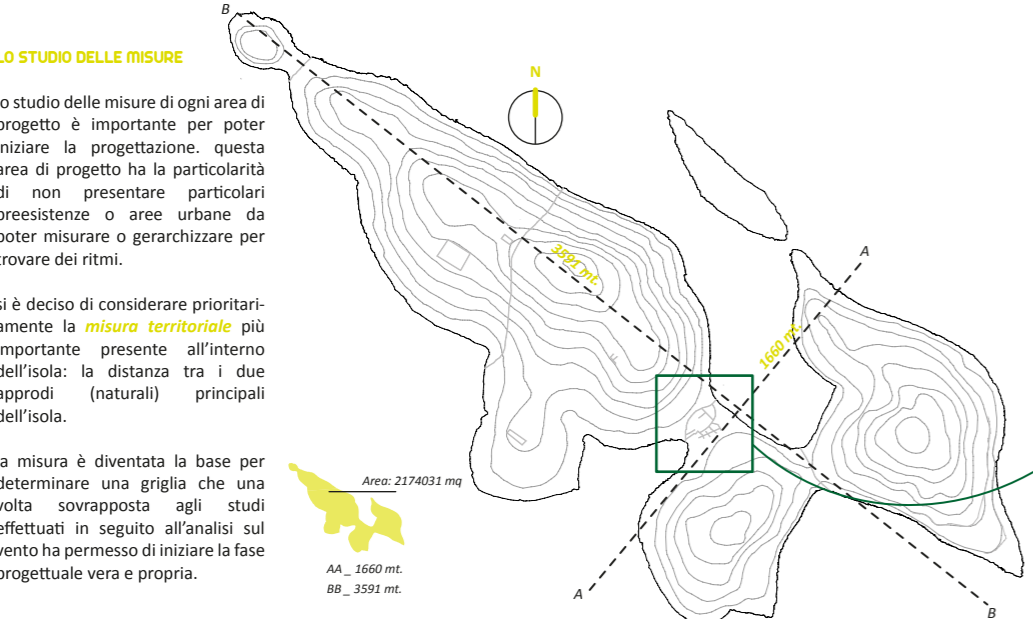 LO STUDIO DELLE MISURE
lo studio delle misure di ogni area di
progetto è importante per poter
iniziare la progettazione. questa
area di progetto ha la particolarità
di non presentare particolari
preesistenze o aree urbane da
poter misurare o gerarchizzare per
trovare dei ritmi.
si è deciso di considerare prioritari-
amente la misura territoriale più
importante presente all'interno
dell'isola: la distanza tra i due
approdi (naturali) principali
dell'isola.
la misura è diventata la base per
determinare una griglia che una
volta sovrapposta agli studi
effettuati in seguito all'analisi sul
vento ha permesso di iniziare la fase
progettuale vera e propria.
B
N
3591 mt.
A
1660 mt.
Area: 2174031 mq
AA _ 1660 mt.
BB _ 3591 mt.
A
B